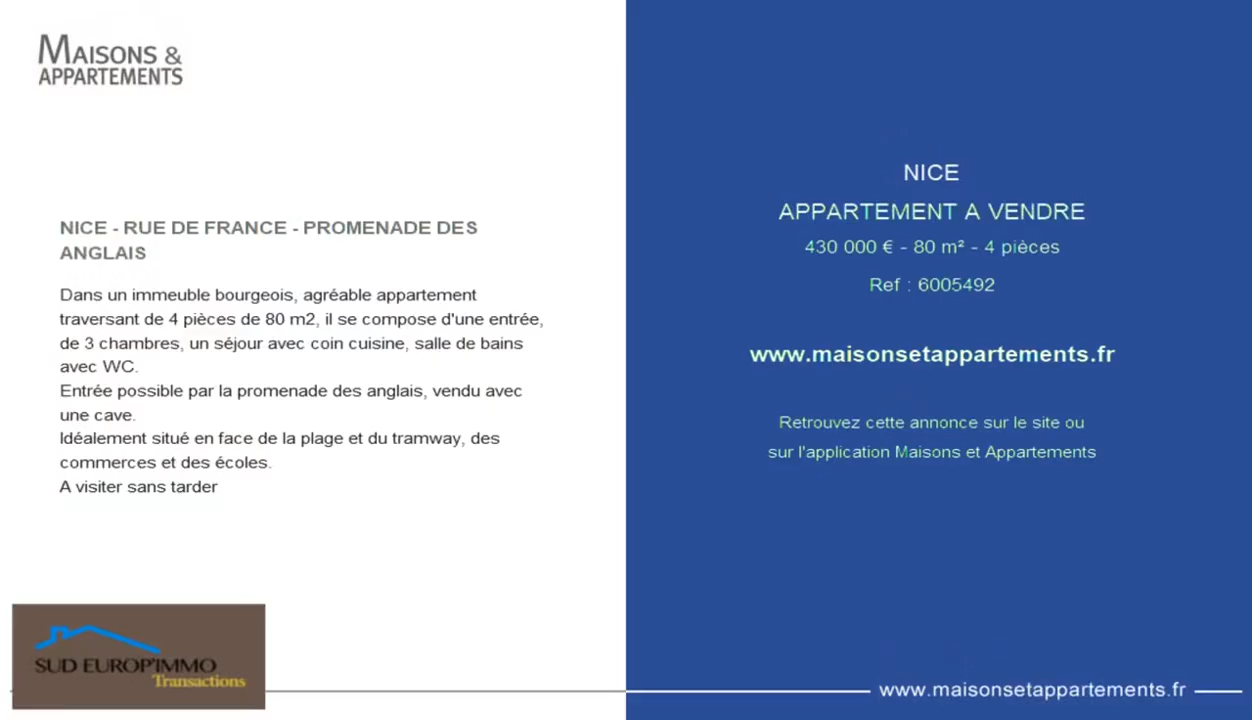 MAISONS &
APPARTEMENTS
NICE - RUE DE FRANCE - PROMENADE DES
ANGLAIS
Dans un immeuble bourgeois, agréable appartement
traversant de 4 pièces de 80 m2, il se compose d'une entrée,
de 3 chambres, un séjour avec coin cuisine, salle de bains
avec WC.
Entrée possible par la promenade des anglais, vendu avec
une cave.
Idéalement situé en face de la plage et du tramway, des
commerces et des écoles.
A visiter sans tarder
SUD EUROP'IMMO
Transactions
NICE
APPARTEMENT A VENDRE
430 000 € - 80 m² - 4 pièces
Ref : 6005492
www.maisonsetappartements.fr
Retrouvez cette annonce sur le site ou
sur l'application Maisons et Appartements
www.maisonsetappartements.fr